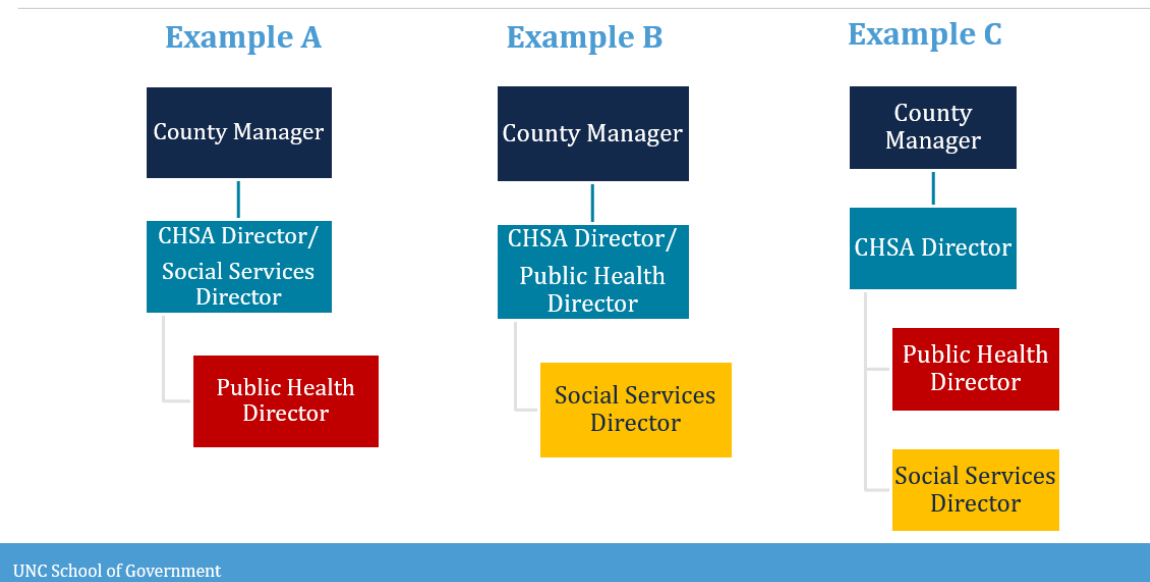 Example A
County Manager
CHSA Director/
Social Services
Director
Public Health
Director
Example B
County Manager
CHSA Director/
Public Health
Director
Social Services
Director
Example C
County
Manager
CHSA Director
Public Health
Director
Social Services
Director
UNC School of Government